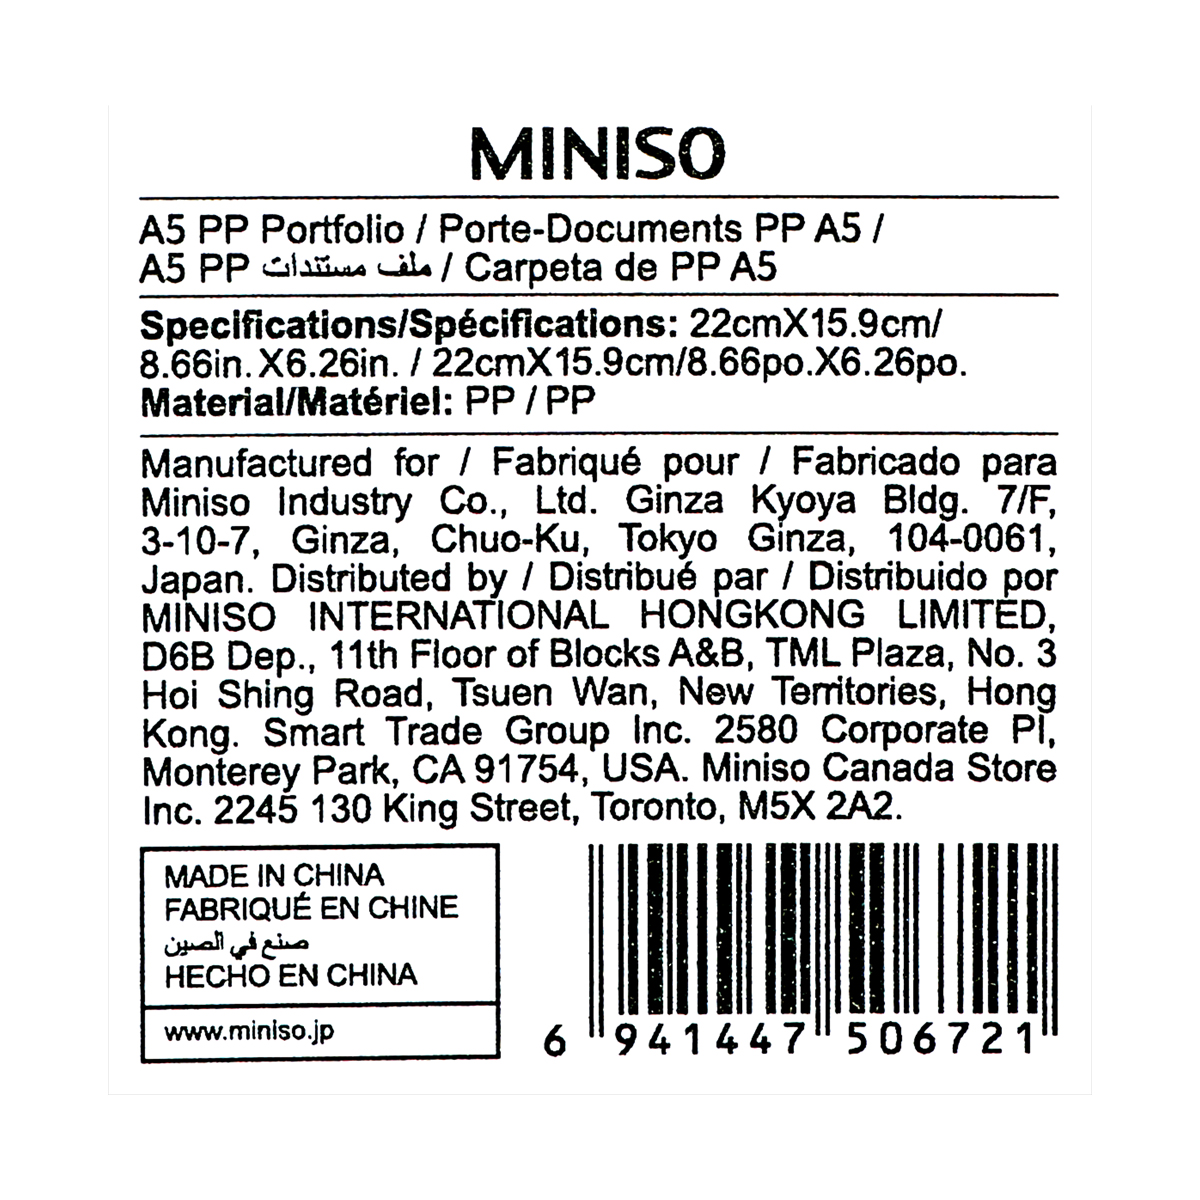 MINISO
A5 PP Portfolio / Porte-Documents PP A5 /
A5 PP ملف مستندات / Carpeta de PP A5
Specifications/Spécifications: 22cmX15.9cm/
8.66in.X6.26in. / 22cmX15.9cm/8.66po.X6.26po.
Material/Matériel: PP / PP
Manufactured for / Fabriqué pour / Fabricado para
Miniso Industry Co., Ltd. Ginza Kyoya Bldg. 7/F,
3-10-7, Ginza, Chuo-Ku, Tokyo Ginza, 104-0061,
Japan. Distributed by / Distribué par / Distribuido por
MINISO INTERNATIONAL HONGKONG LIMITED,
D6B Dep., 11th Floor of Blocks A&B, TML Plaza, No. 3
Hoi Shing Road, Tsuen Wan, New Territories, Hong
Kong. Smart Trade Group Inc. 2580 Corporate Pl,
Monterey Park, CA 91754, USA. Miniso Canada Store
Inc. 2245 130 King Street, Toronto, M5X 2A2.
MADE IN CHINA
FABRIQUÉ EN CHINE
صنع في الصين
HECHO EN CHINA
www.miniso.jp
6 941447 506721